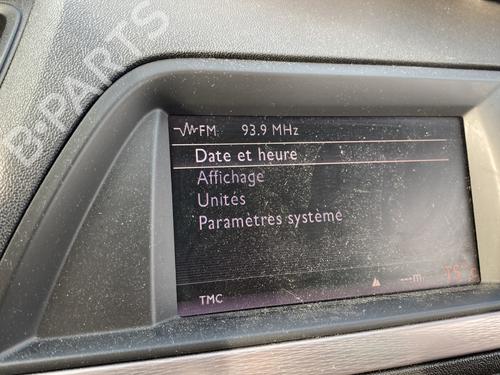 B-PARTS
FM 93.9 MHz
Date et heure
Affichage
Unités
Paramètres système
TMC